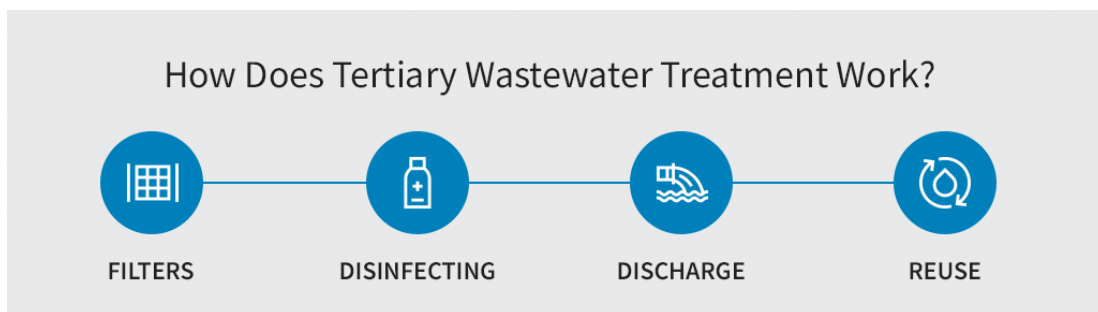 How Does Tertiary Wastewater Treatment Work?
FILTERS
DISINFECTING
DISCHARGE
REUSE